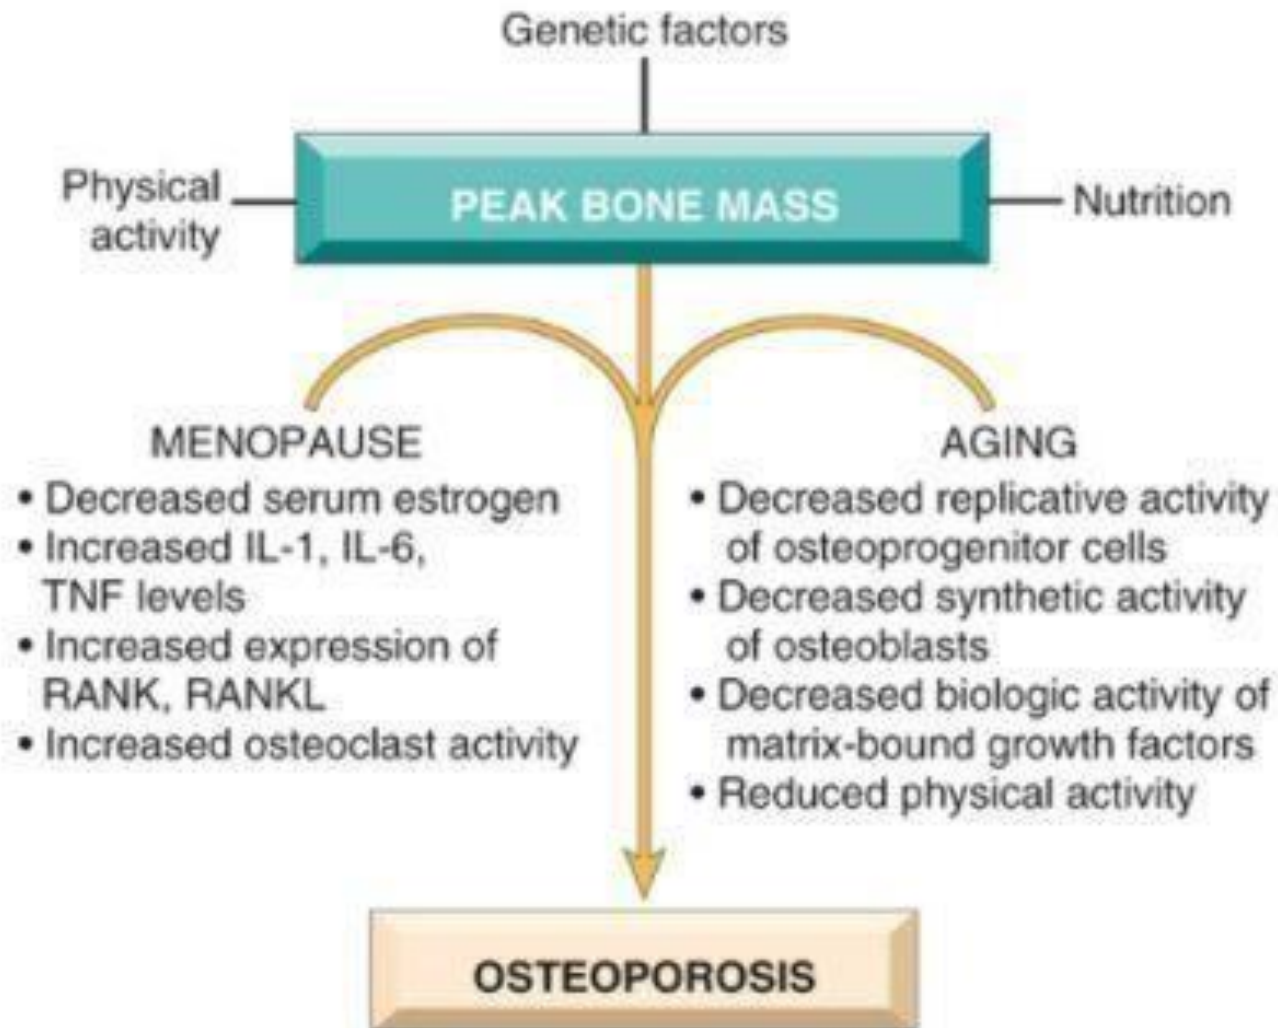 Genetic factors
Physical
activity
PEAK BONE MASS
Nutrition
MENOPAUSE
• Decreased serum estrogen
• Increased IL-1, IL-6,
TNF levels
• Increased expression of
RANK, RANKL
• Increased osteoclast activity
AGING
• Decreased replicative activity
of osteoprogenitor cells
• Decreased synthetic activity
of osteoblasts
• Decreased biologic activity of
matrix-bound growth factors
• Reduced physical activity
OSTEOPOROSIS